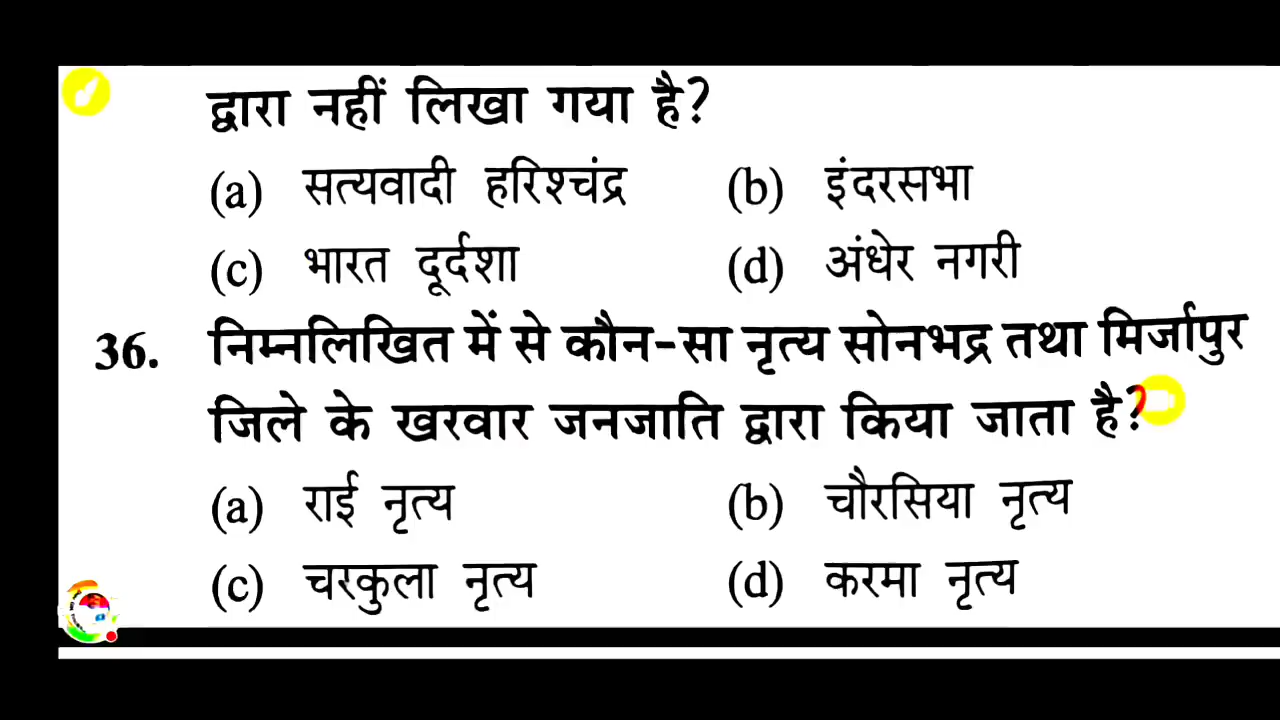 द्वारा नहीं लिखा गया है?
(a) सत्यवादी हरिश्चंद्र (b) इंदरसभा
(c) भारत दूर्दशा (d) अंधेर नगरी
36. निम्नलिखित में से कौन-सा नृत्य सोनभद्र तथा मिर्जापुर
जिले के खरवार जनजाति द्वारा किया जाता है?
(a) राई नृत्य (b) चौरसिया नृत्य
(c) चरकुला नृत्य (d) करमा नृत्य